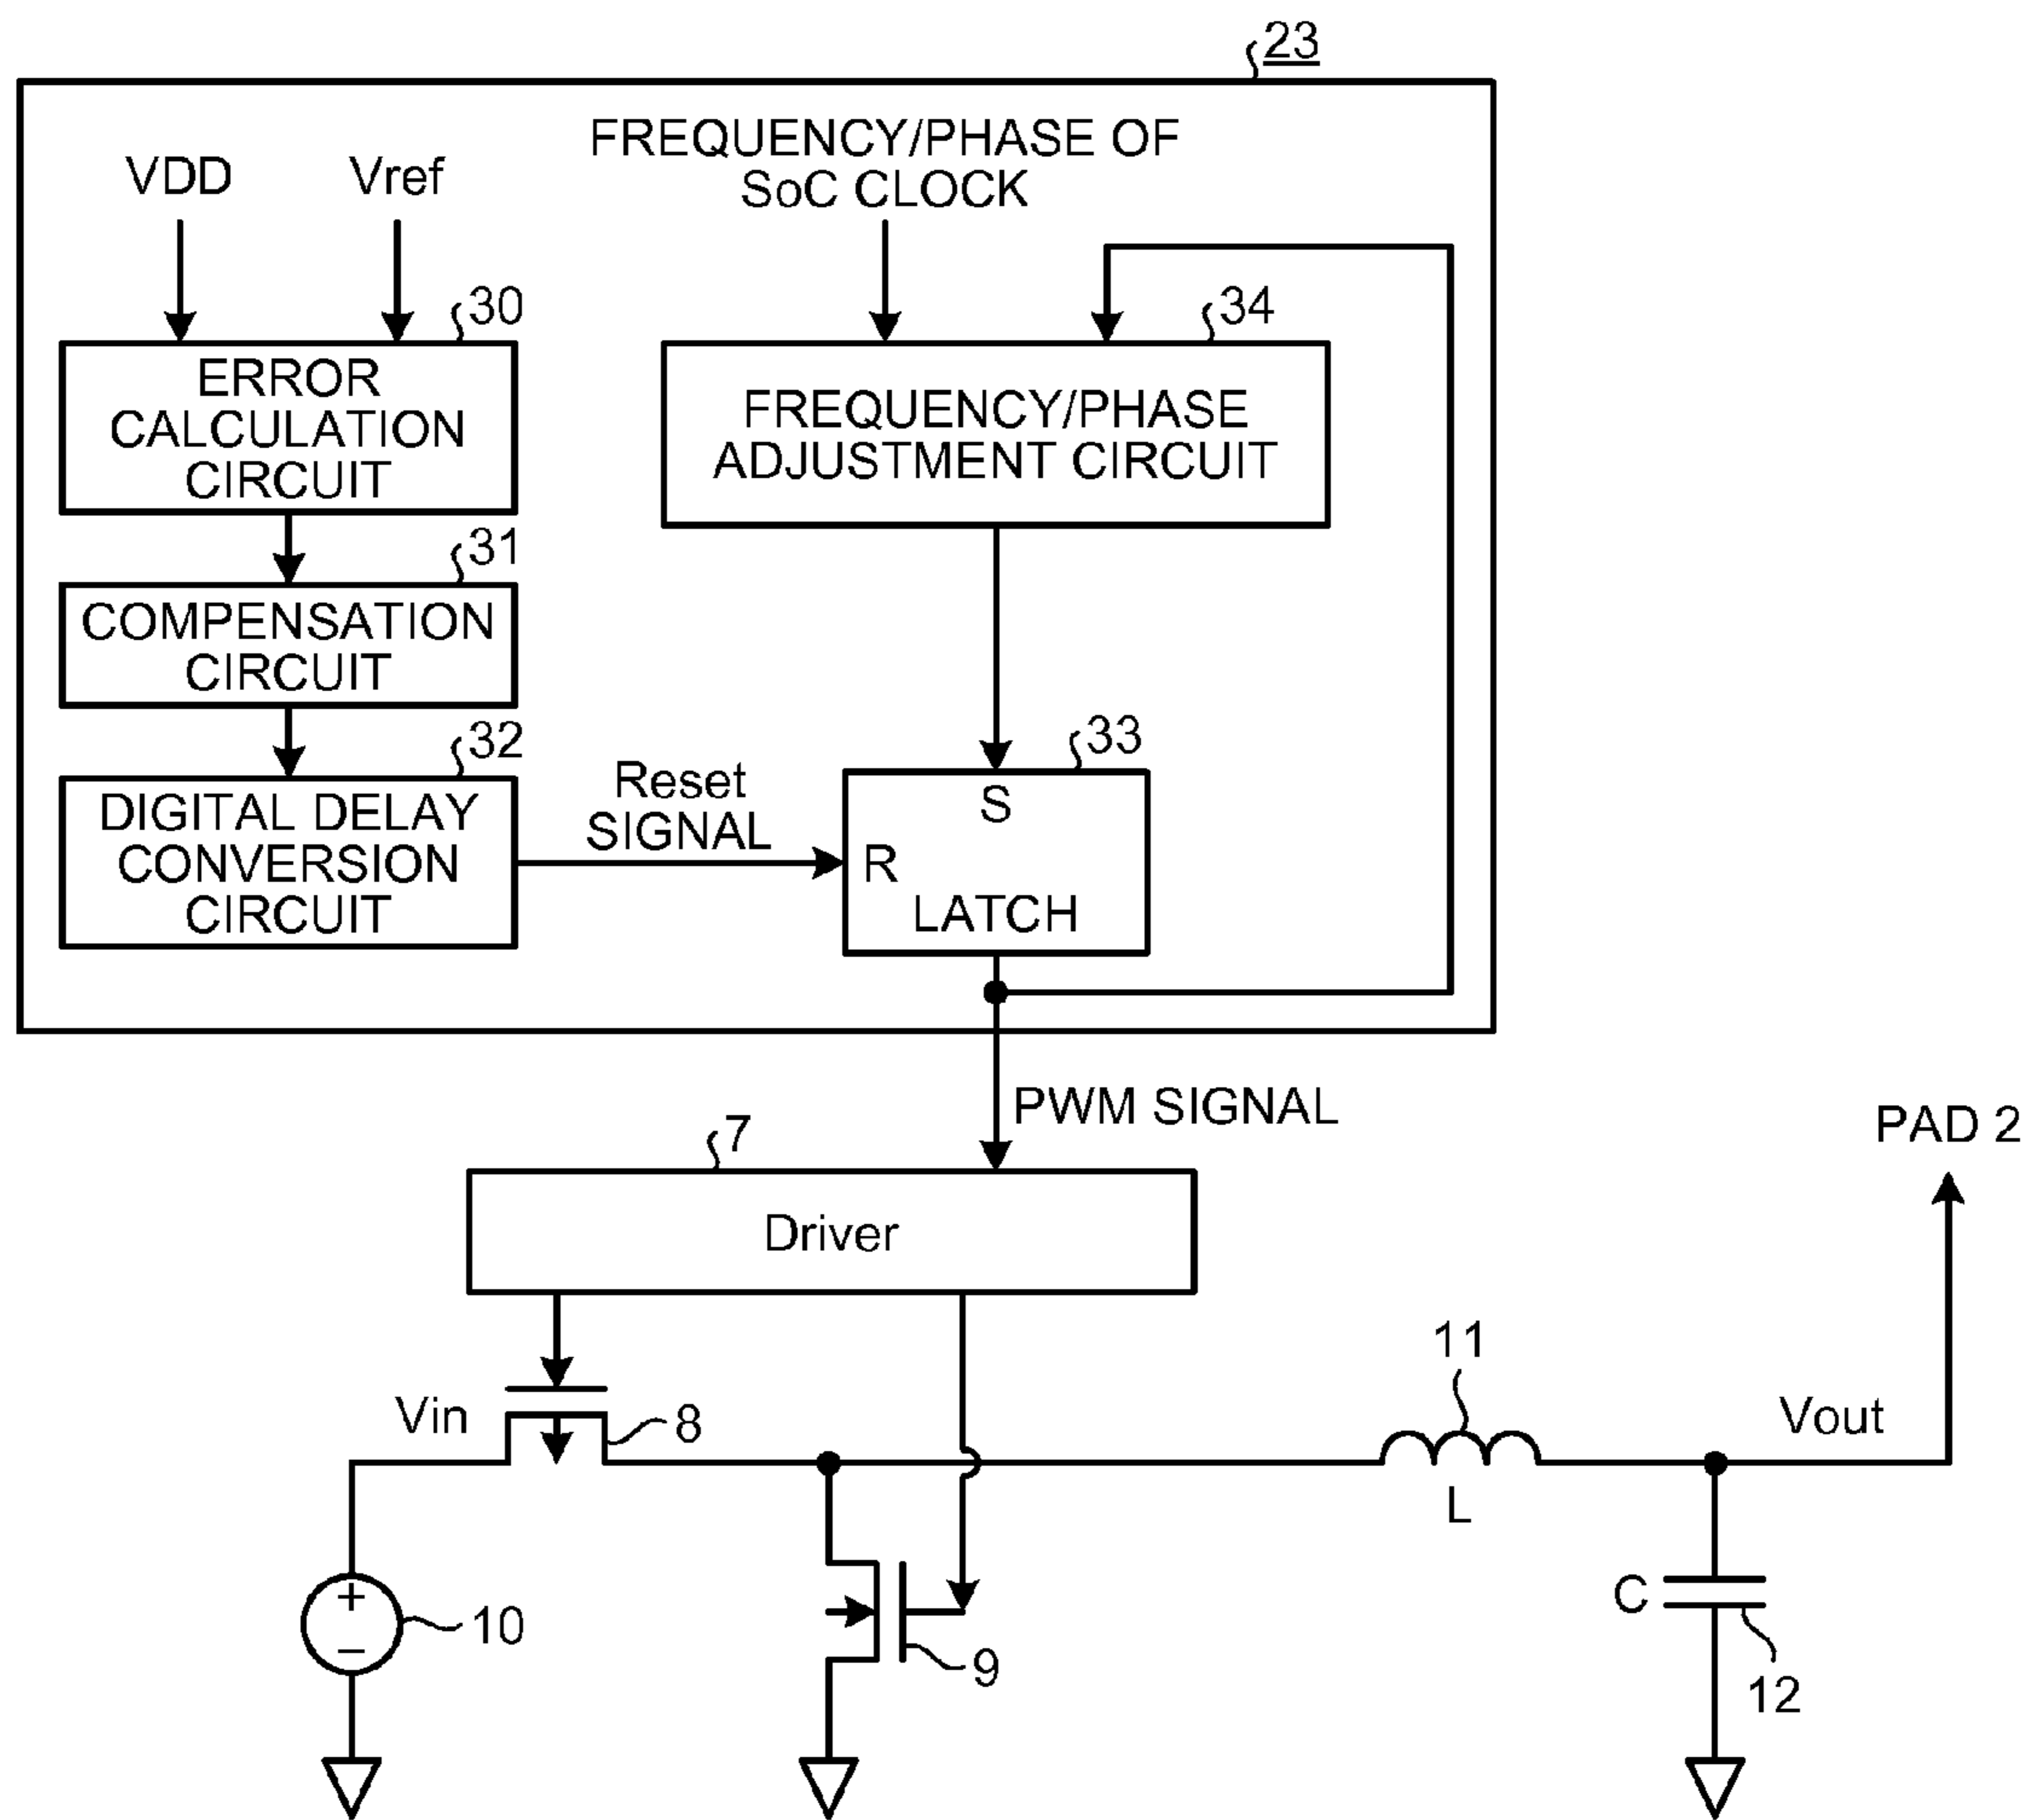 23
FREQUENCY/PHASE OF
SoC CLOCK
VDD
Vref
30
34
ERROR
CALCULATION
CIRCUIT
FREQUENCY/PHASE
ADJUSTMENT CIRCUIT
31
COMPENSATION
CIRCUIT
32
33
DIGITAL DELAY
CONVERSION
CIRCUIT
Reset
SIGNAL
S
R
LATCH
PWM SIGNAL
PAD 2
7
Driver
11
Vin
8
Vout
L
+
−
10
9
C
12